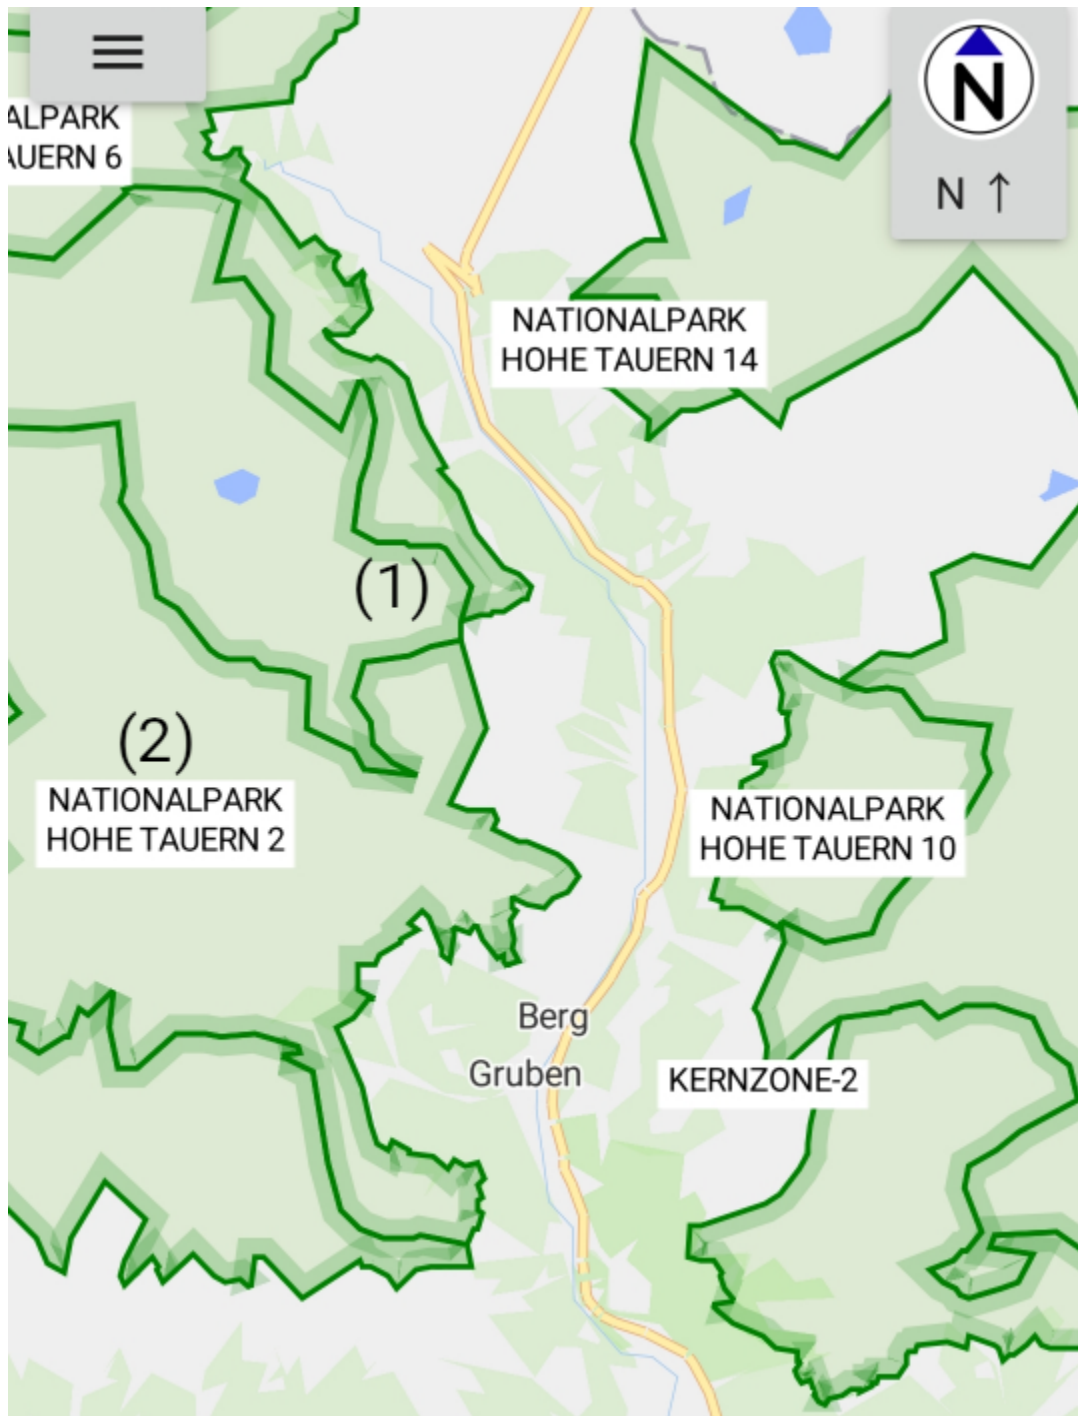 ALPARK
AUERN 6
N
N ↑
NATIONALPARK
HOHE TAUERN 14
(1)
(2)
NATIONALPARK
HOHE TAUERN 2
NATIONALPARK
HOHE TAUERN 10
Berg
Gruben
KERNZONE-2